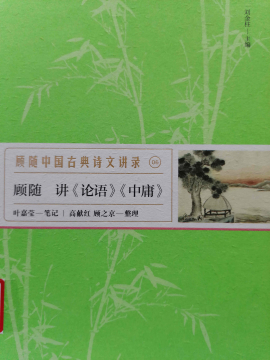 顾随中国古典诗文讲录 06
顾随 讲《论语》《中庸》
叶嘉莹—笔记 | 高献红 顾之京—整理